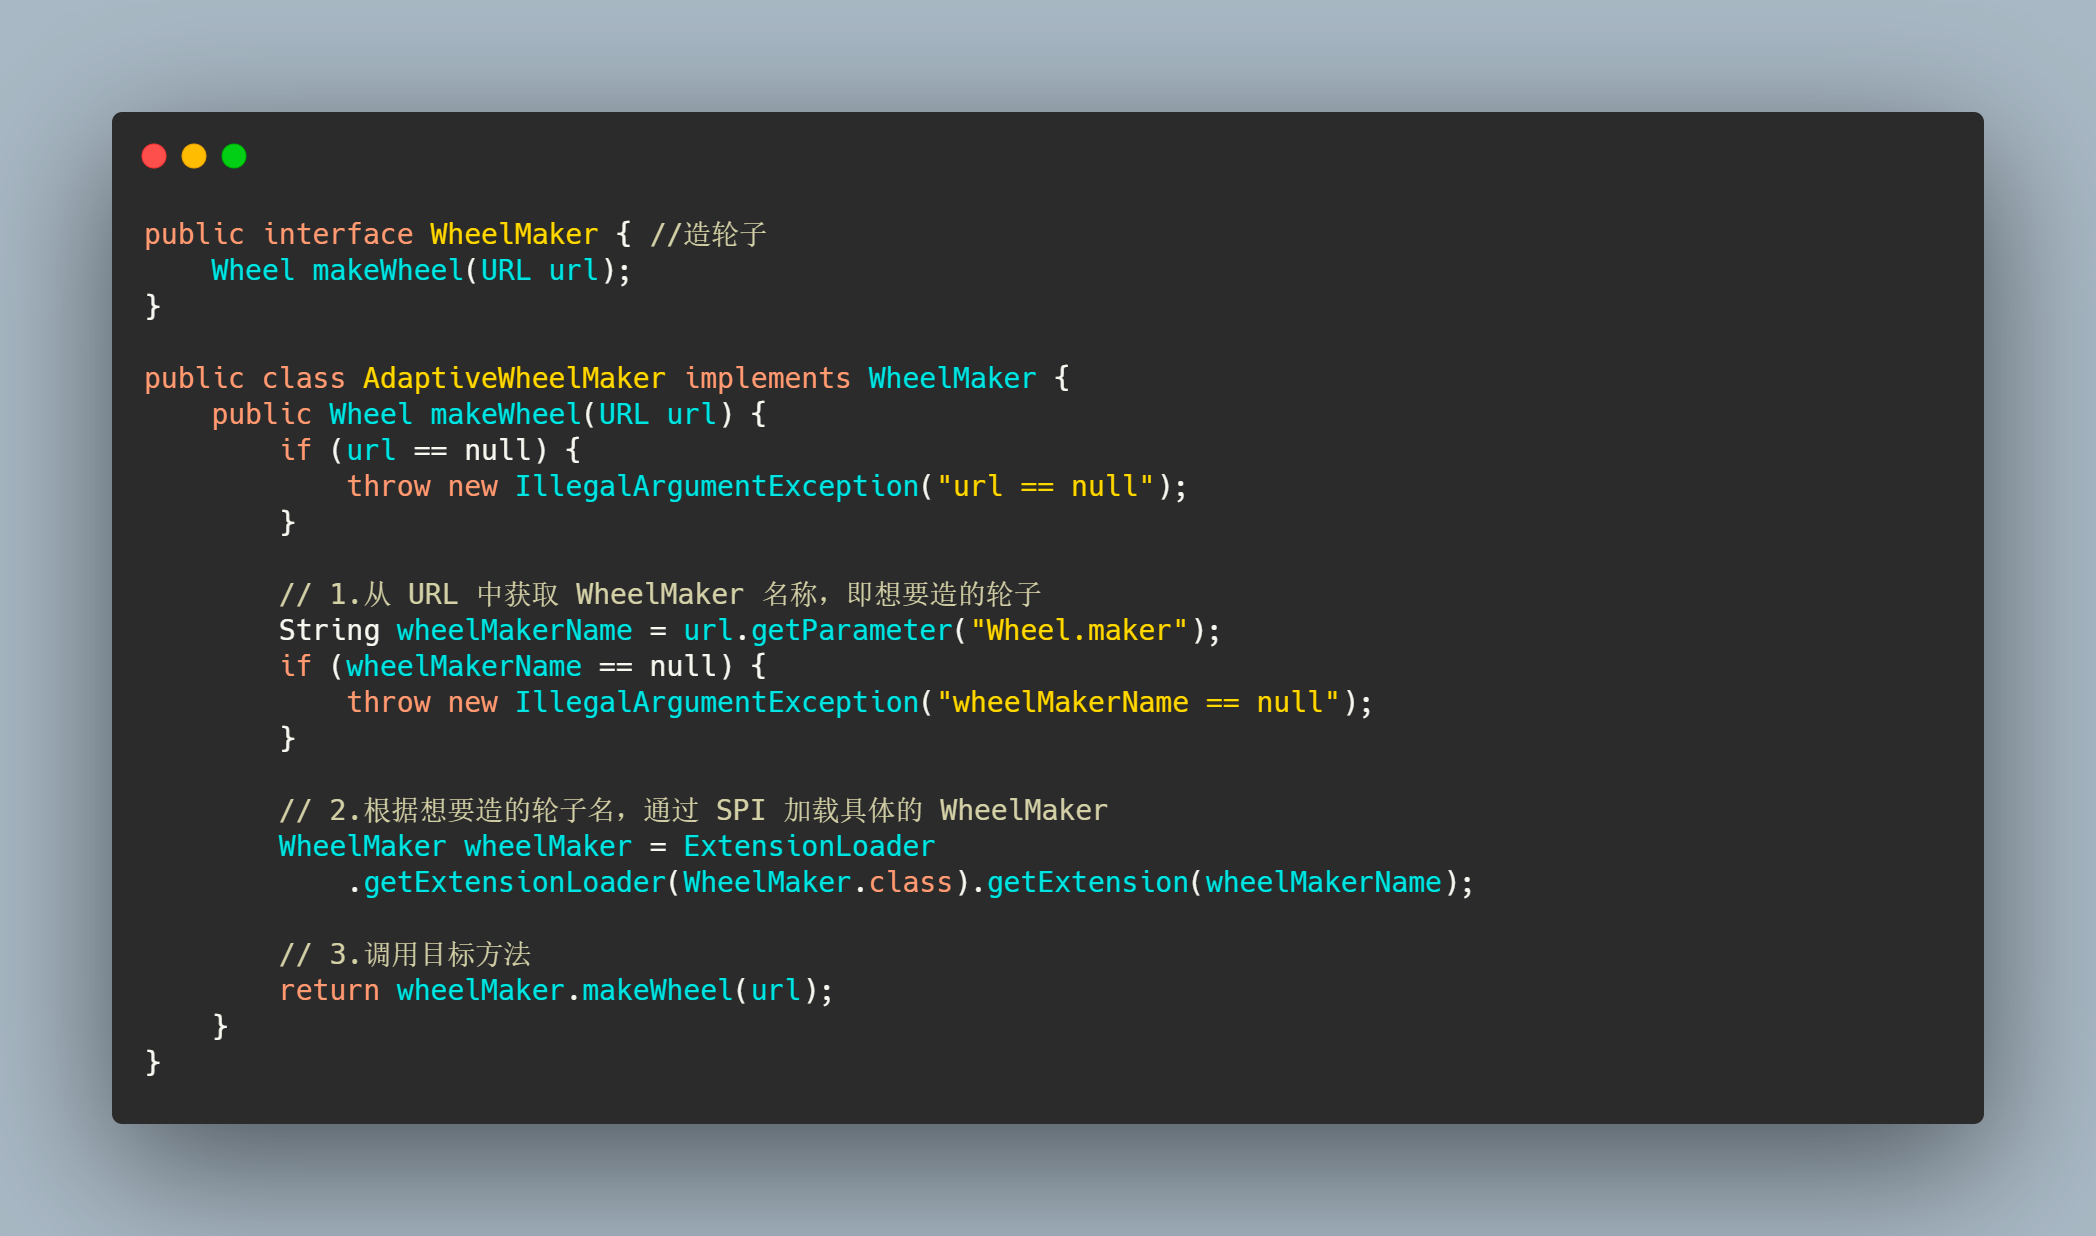 public interface WheelMaker { //造轮子
    Wheel makeWheel(URL url);
}

public class AdaptiveWheelMaker implements WheelMaker {
    public Wheel makeWheel(URL url) {
        if (url == null) {
            throw new IllegalArgumentException("url == null");
        }

        // 1.从 URL 中获取 WheelMaker 名称，即想要造的轮子
        String wheelMakerName = url.getParameter("Wheel.maker");
        if (wheelMakerName == null) {
            throw new IllegalArgumentException("wheelMakerName == null");
        }

        // 2.根据想要造的轮子名，通过 SPI 加载具体的 WheelMaker
        WheelMaker wheelMaker = ExtensionLoader
            .getExtensionLoader(WheelMaker.class).getExtension(wheelMakerName);

        // 3.调用目标方法
        return wheelMaker.makeWheel(url);
    }
}